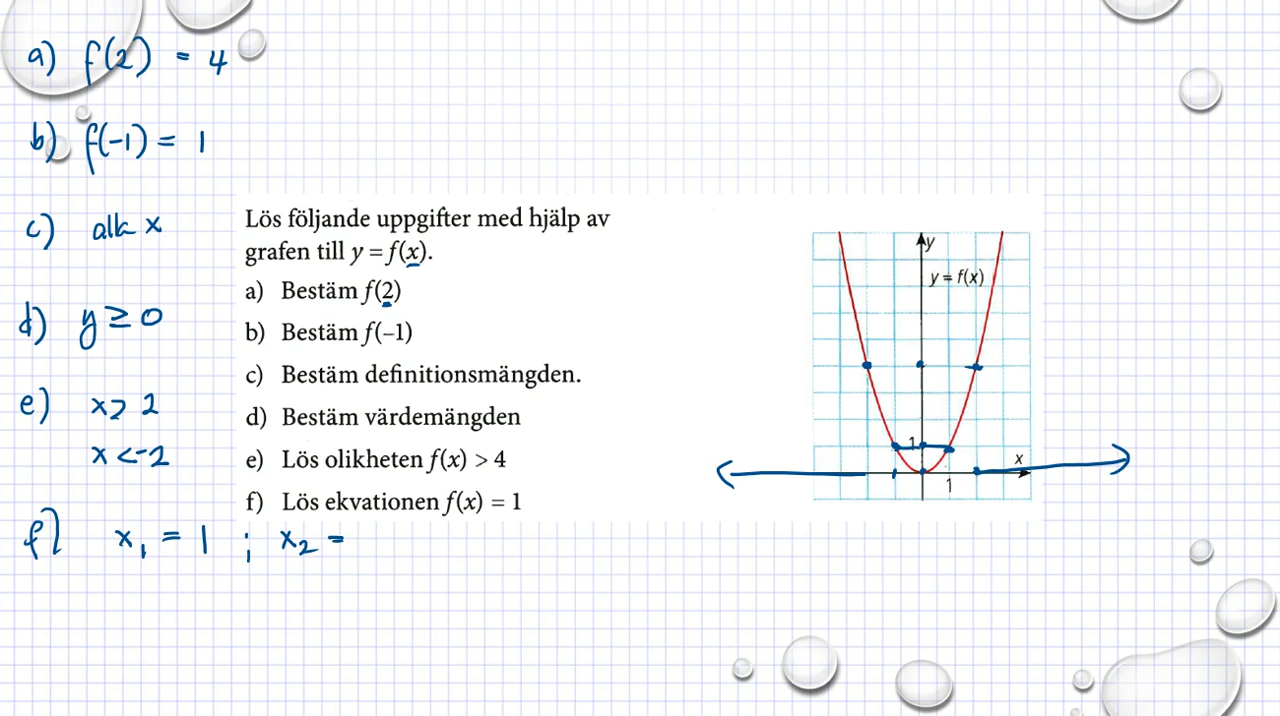 a) f(2) = 4
b) f(-1) = 1
c) alla x
d) y ≥ 0
e) x > 2
x < -2
f) x₁ = 1 ; x₂ =
Lös följande uppgifter med hjälp av
grafen till y = f(x).
a) Bestäm f(2)
b) Bestäm f(–1)
c) Bestäm definitionsmängden.
d) Bestäm värdemängden
e) Lös olikheten f(x) > 4
f) Lös ekvationen f(x) = 1
y
y = f(x)
1
x
1